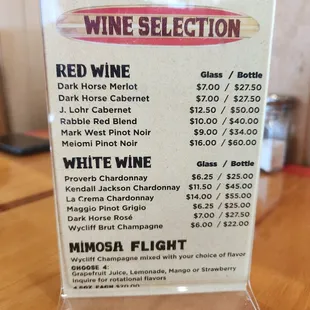 WINE SELECTION
RED WINE Glass / Bottle
Dark Horse Merlot $7.00 / $27.50
Dark Horse Cabernet $7.00 / $27.50
J. Lohr Cabernet $12.50 / $50.00
Rabble Red Blend $10.00 / $40.00
Mark West Pinot Noir $9.00 / $34.00
Meiomi Pinot Noir $16.00 / $60.00
WHITE WINE Glass / Bottle
Proverb Chardonnay $6.25 / $25.00
Kendall Jackson Chardonnay $11.50 / $45.00
La Crema Chardonnay $14.00 / $55.00
Maggio Pinot Grigio $6.25 / $25.00
Dark Horse Rosé $7.00 / $27.50
Wycliff Brut Champagne $6.00 / $22.00
MIMOSA FLIGHT
Wycliff Champagne mixed with your choice of flavor
CHOOSE 4:
Grapefruit Juice, Lemonade, Mango or Strawberry
Inquire for rotational flavors